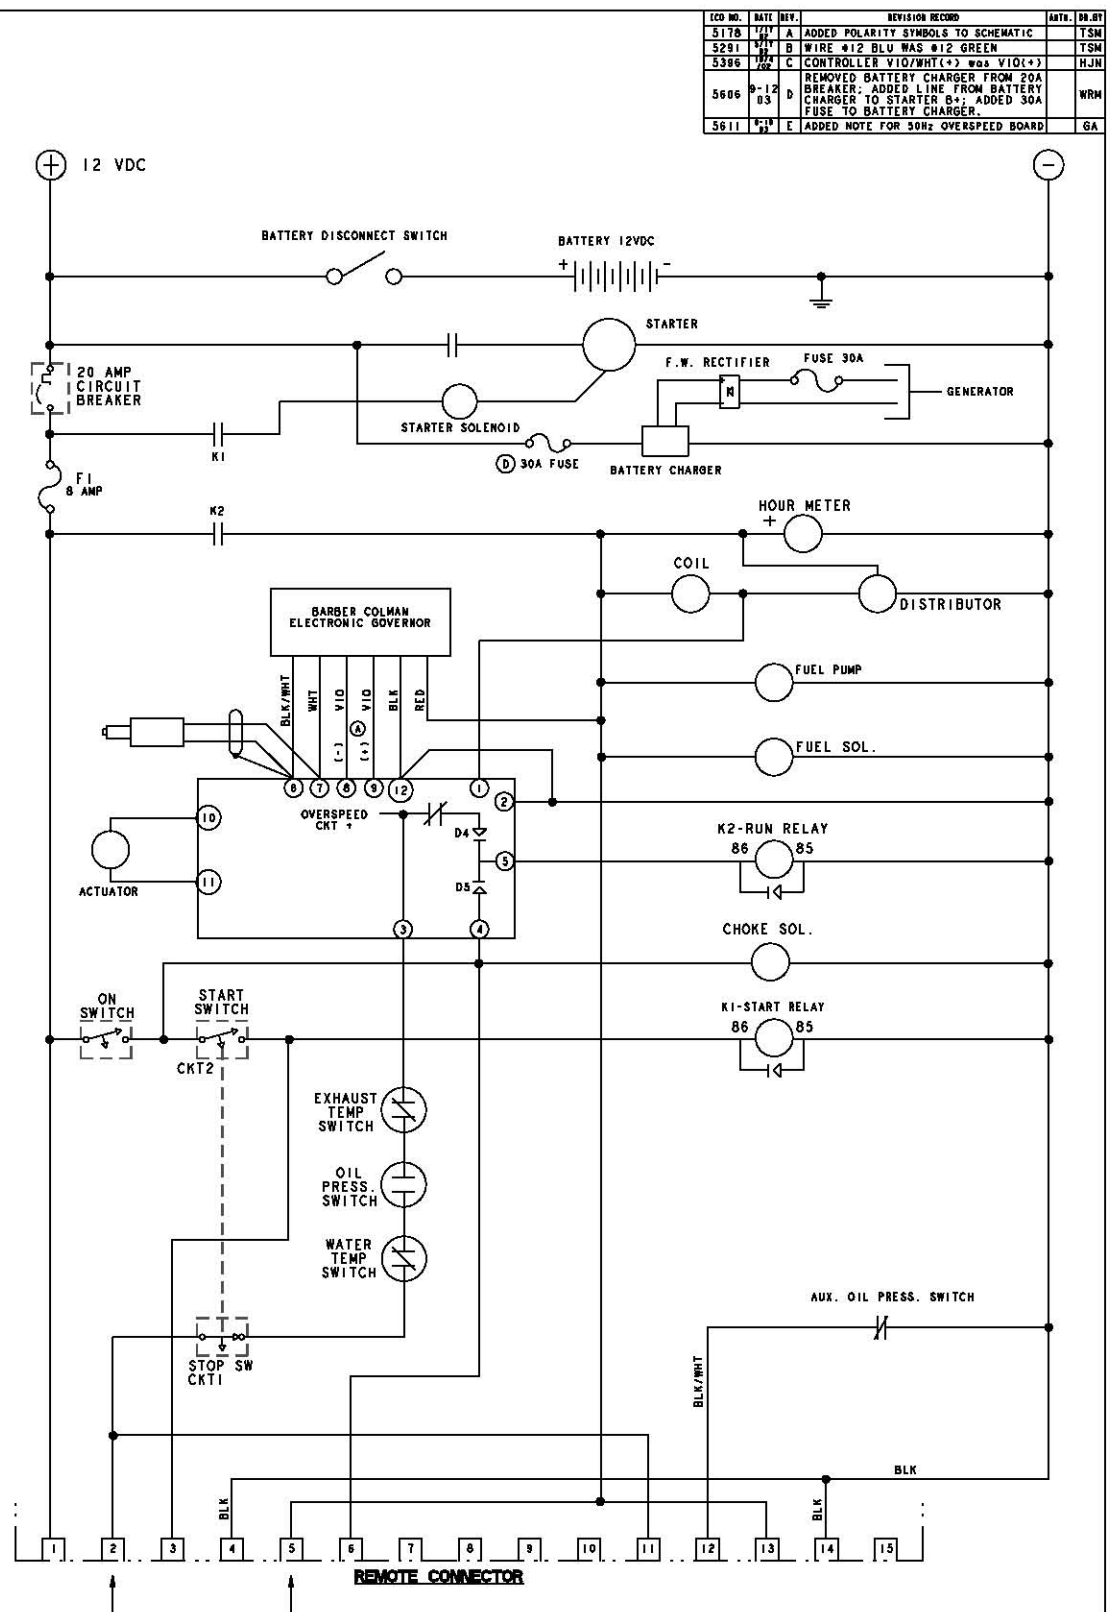 ECO NO. DATE REV. REVISION RECORD AUTH. DR. BY
5178 A ADDED POLARITY SYMBOLS TO SCHEMATIC TSM
5291 B WIRE #12 BLU WAS #12 GREEN TSM
5396 C CONTROLLER VIO/WHT(+) was VIO(+) HJN
5606 9-12 03 D REMOVED BATTERY CHARGER FROM 20A
BREAKER; ADDED LINE FROM BATTERY
CHARGER TO STARTER B+; ADDED 30A
FUSE TO BATTERY CHARGER. WRM
5611 E ADDED NOTE FOR 50Hz OVERSPEED BOARD GA
+ 12 VDC -
BATTERY DISCONNECT SWITCH
BATTERY 12VDC
+ -
STARTER
20 AMP
CIRCUIT
BREAKER
F.W. RECTIFIER
FUSE 30A
GENERATOR
STARTER SOLENOID
K1
D 30A FUSE
BATTERY CHARGER
F1
8 AMP
K2
HOUR METER
+
COIL
DISTRIBUTOR
BARBER COLMAN
ELECTRONIC GOVERNOR
BLK/WHT
WHT
VIO
(-)
A
VIO
(+)
BLK
RED
FUEL PUMP
FUEL SOL.
6 7 8 9 12 1
2
OVERSPEED
CKT +
10
D4
5
D5
11
ACTUATOR
3 4
K2-RUN RELAY
86 85
CHOKE SOL.
ON
SWITCH
START
SWITCH
CKT2
K1-START RELAY
86 85
EXHAUST
TEMP
SWITCH
OIL
PRESS.
SWITCH
WATER
TEMP
SWITCH
STOP SW
CKT1
AUX. OIL PRESS. SWITCH
BLK/WHT
BLK
BLK
BLK
1 2 3 4 5 6 7 8 9 10 11 12 13 14 15
REMOTE CONNECTOR